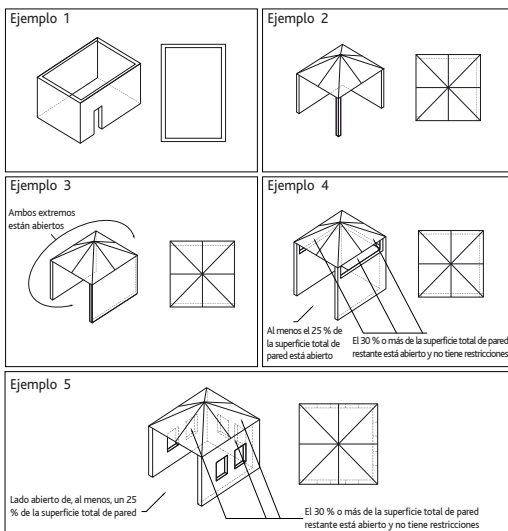 Ejemplo 1
Ejemplo 2
Ejemplo 3
Ambos extremos
están abiertos
Ejemplo 4
Al menos el 25 % de
la superficie total de
pared está abierto
El 30 % o más de la superficie total de pared
restante está abierto y no tiene restricciones
Ejemplo 5
Lado abierto de, al menos, un 25
% de la superficie total de pared
El 30 % o más de la superficie total de pared
restante está abierto y no tiene restricciones